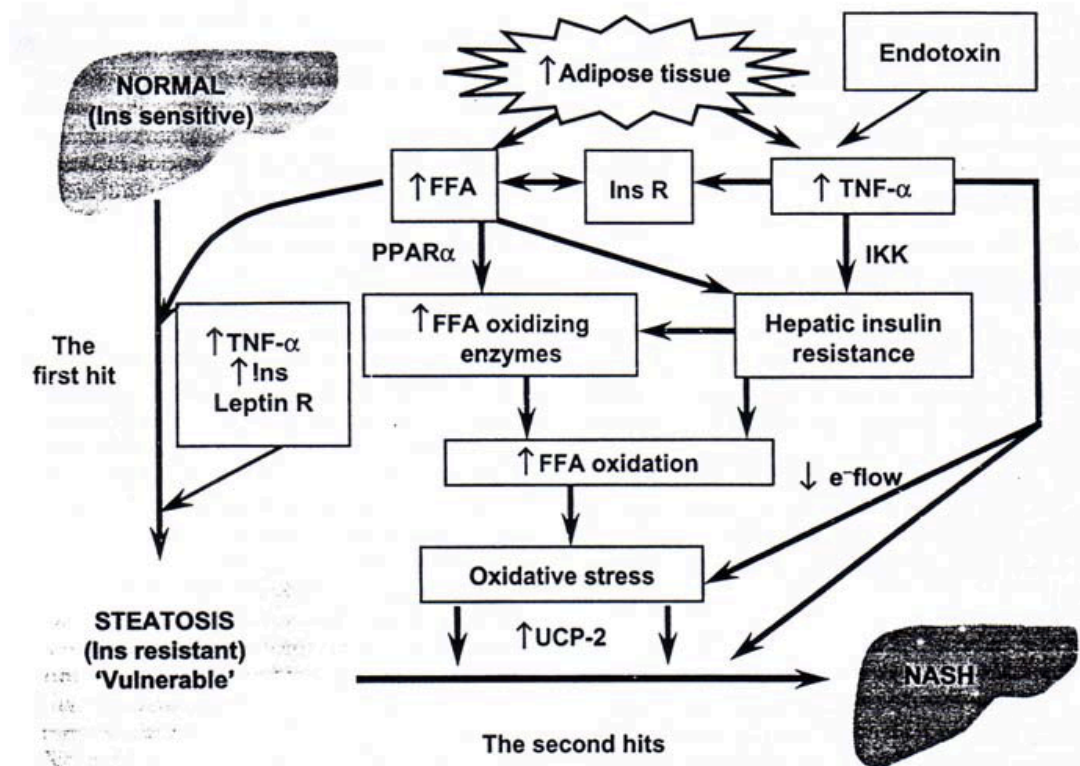 ↑Adipose tissue
Endotoxin
NORMAL
(Ins sensitive)
↑FFA
Ins R
↑ TNF-α
PPARα
IKK
↑FFA oxidizing
enzymes
Hepatic insulin
resistance
The
first hit
↑TNF-α
↑Ins
Leptin R
↑FFA oxidation
↓ e⁻flow
Oxidative stress
↑UCP-2
STEATOSIS
(Ins resistant)
'Vulnerable'
NASH
The second hits